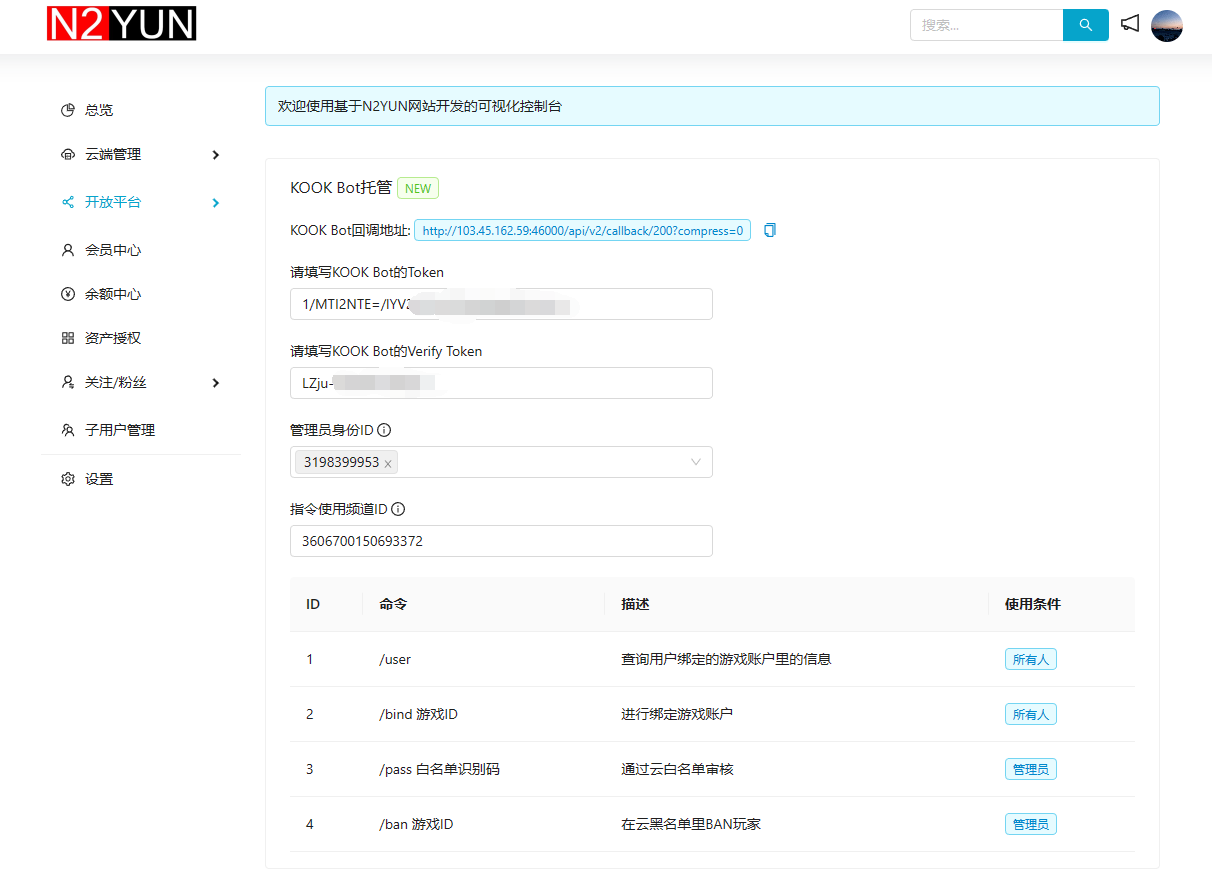 N2YUN
搜索...
总览
云端管理
开放平台
会员中心
余额中心
资产授权
关注/粉丝
子用户管理
设置
欢迎使用基于N2YUN网站开发的可视化控制台
KOOK Bot托管 NEW
KOOK Bot回调地址: http://103.45.162.59:46000/api/v2/callback/200?compress=0
请填写KOOK Bot的Token
1/MTI2NTE=/IYV2
请填写KOOK Bot的Verify Token
LZju-
管理员身份ID
3198399953 x
指令使用频道ID
3606700150693372
ID 命令 描述 使用条件
1 /user 查询用户绑定的游戏账户里的信息 所有人
2 /bind 游戏ID 进行绑定游戏账户 所有人
3 /pass 白名单识别码 通过云白名单审核 管理员
4 /ban 游戏ID 在云黑名单里BAN玩家 管理员